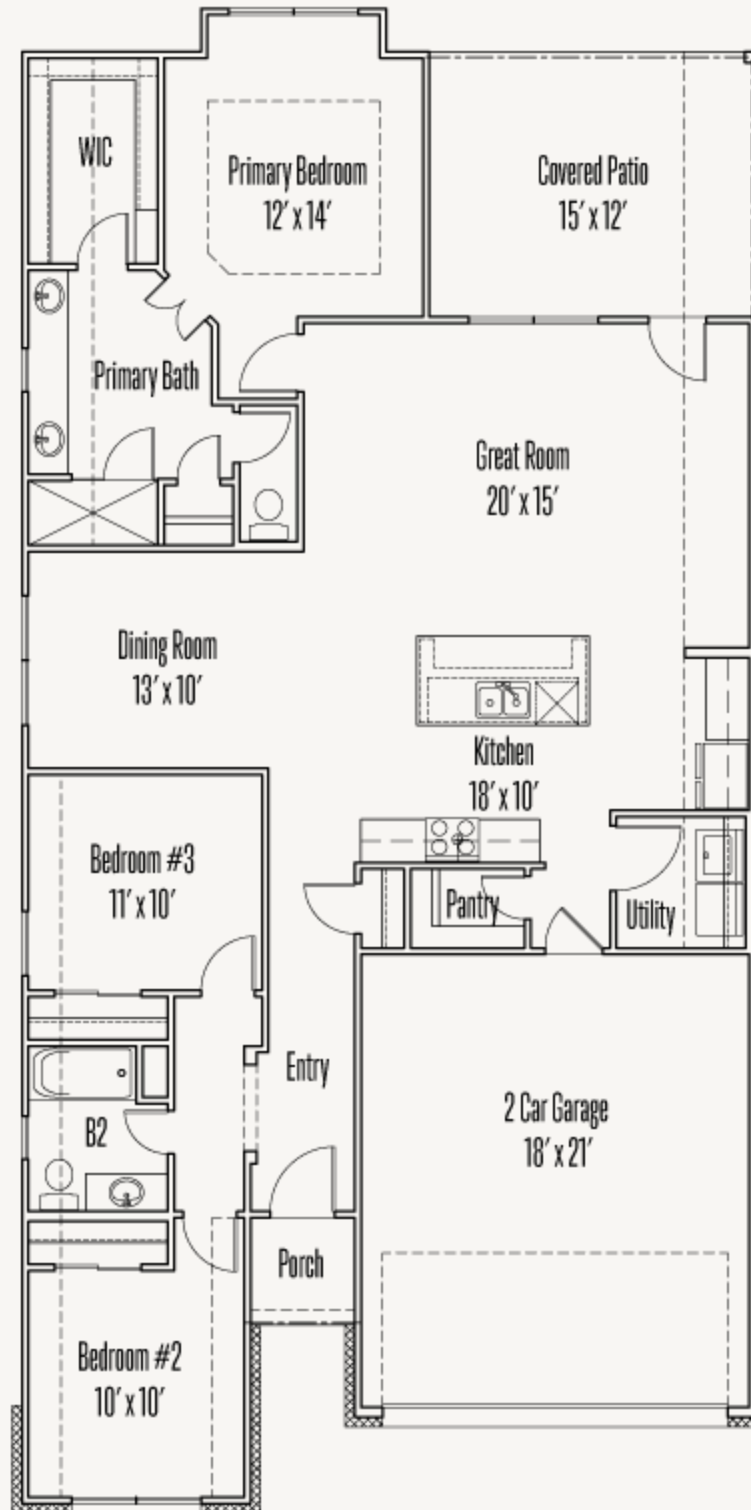 WIC
Primary Bedroom
12′ x 14′
Covered Patio
15′ x 12′
Primary Bath
Great Room
20′ x 15′
Dining Room
13′ x 10′
Kitchen
18′ x 10′
Bedroom #3
11′ x 10′
Pantry
Utility
Entry
2 Car Garage
18′ x 21′
B2
Porch
Bedroom #2
10′ x 10′